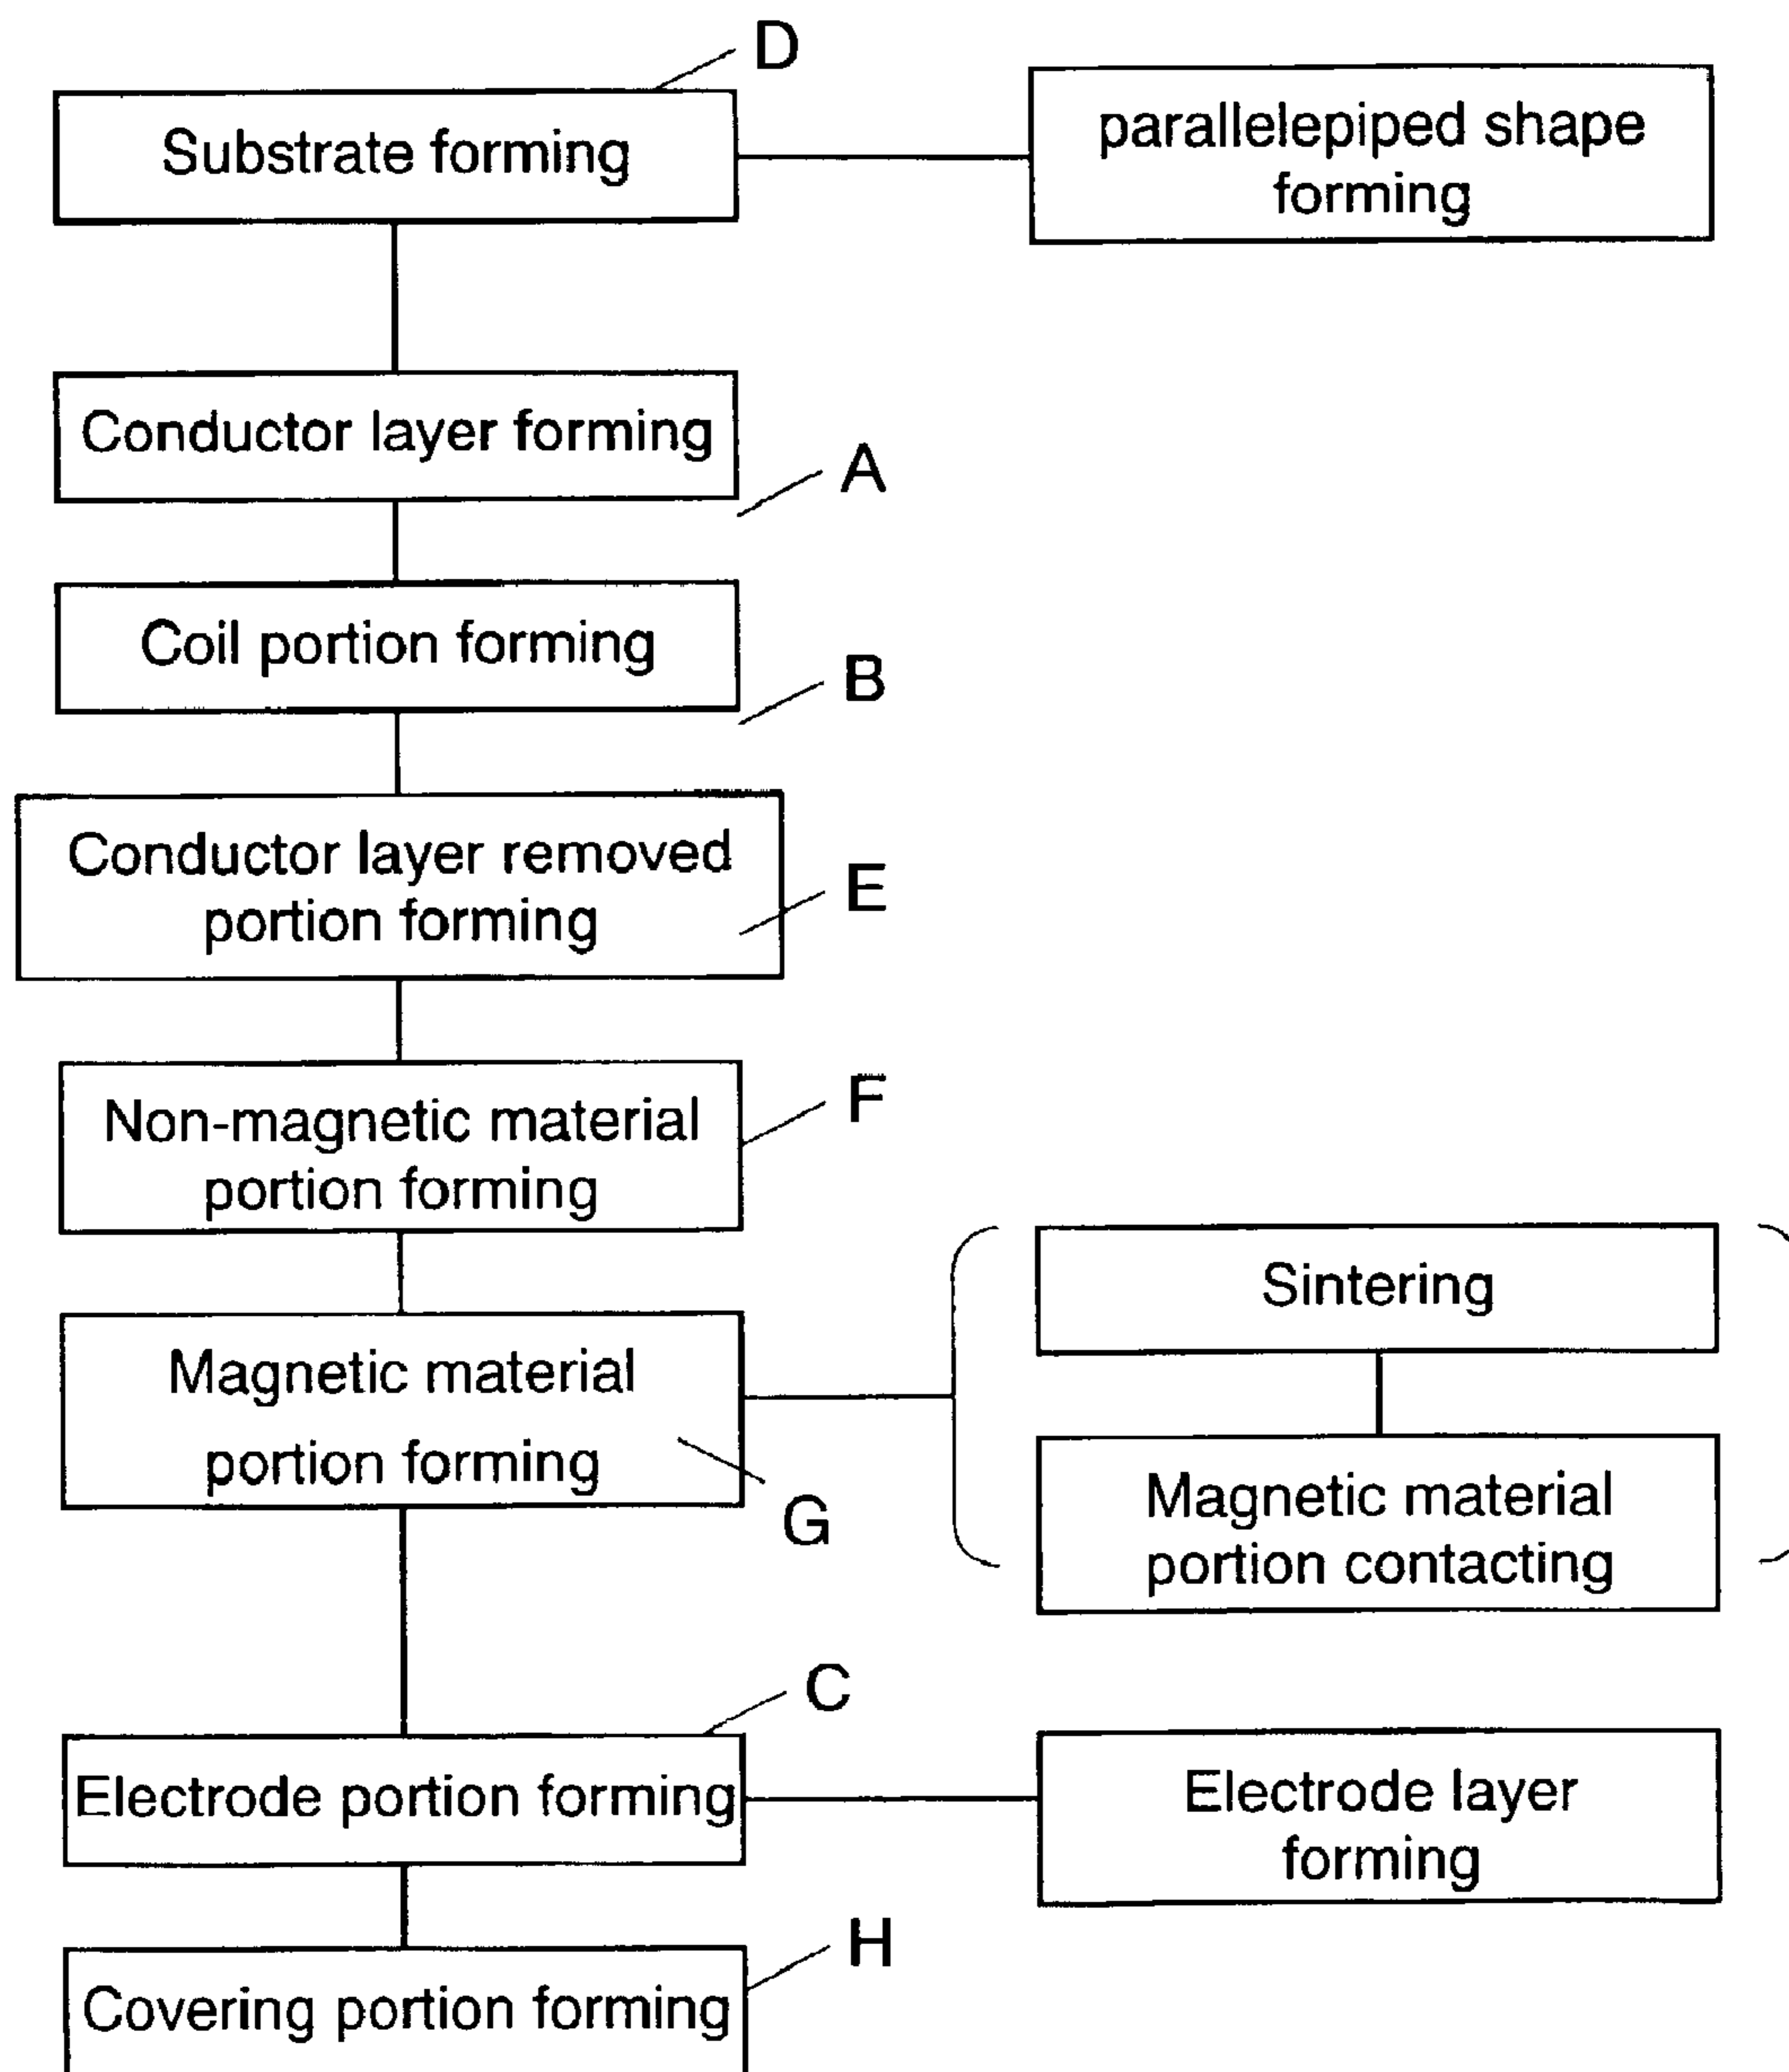 D
Substrate forming
parallelepiped shape
forming
Conductor layer forming
A
Coil portion forming
B
Conductor layer removed
portion forming
E
Non-magnetic material
portion forming
F
Magnetic material
portion forming
G
Sintering
Magnetic material
portion contacting
C
Electrode portion forming
Electrode layer
forming
H
Covering portion forming